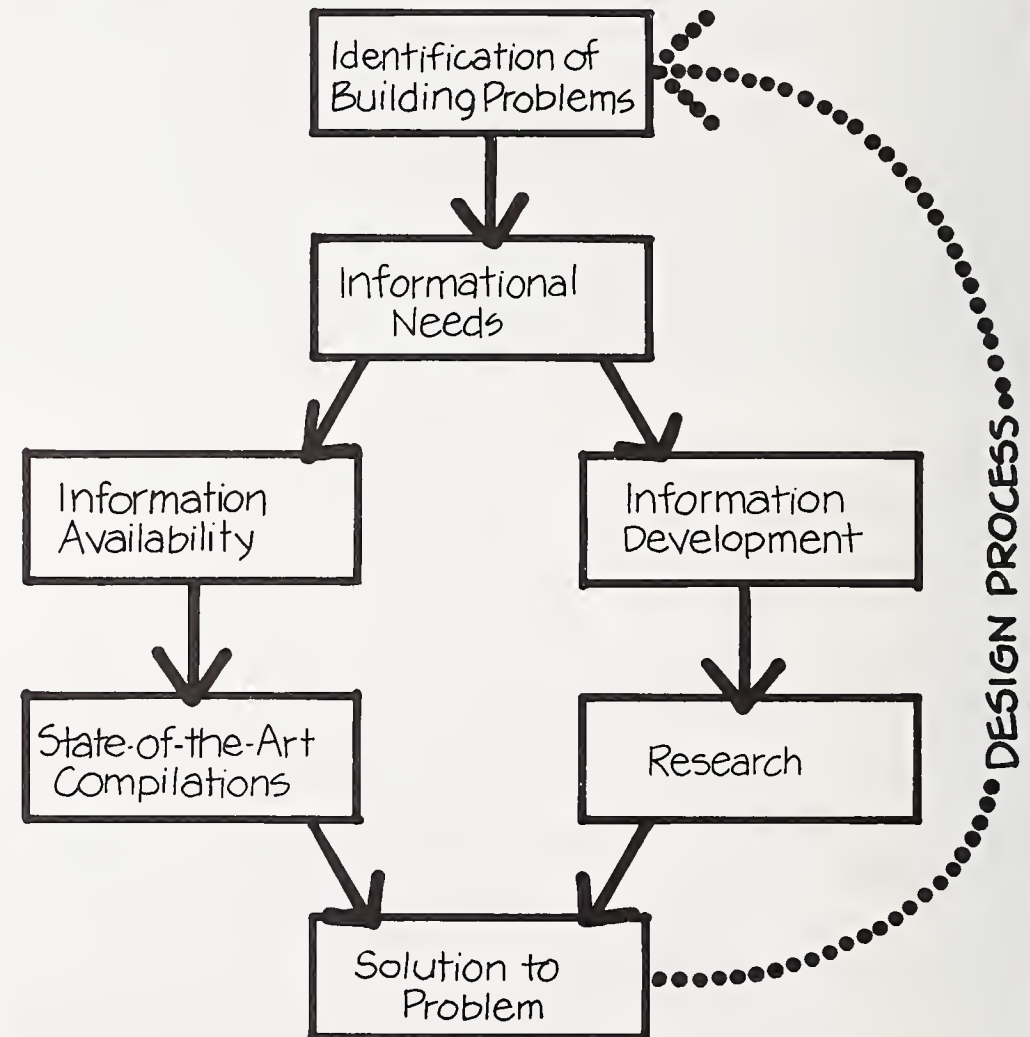 Identification of
Building Problems
Informational
Needs
Information
Availability
Information
Development
State-of-the-Art
Compilations
Research
Solution to
Problem
DESIGN PROCESS